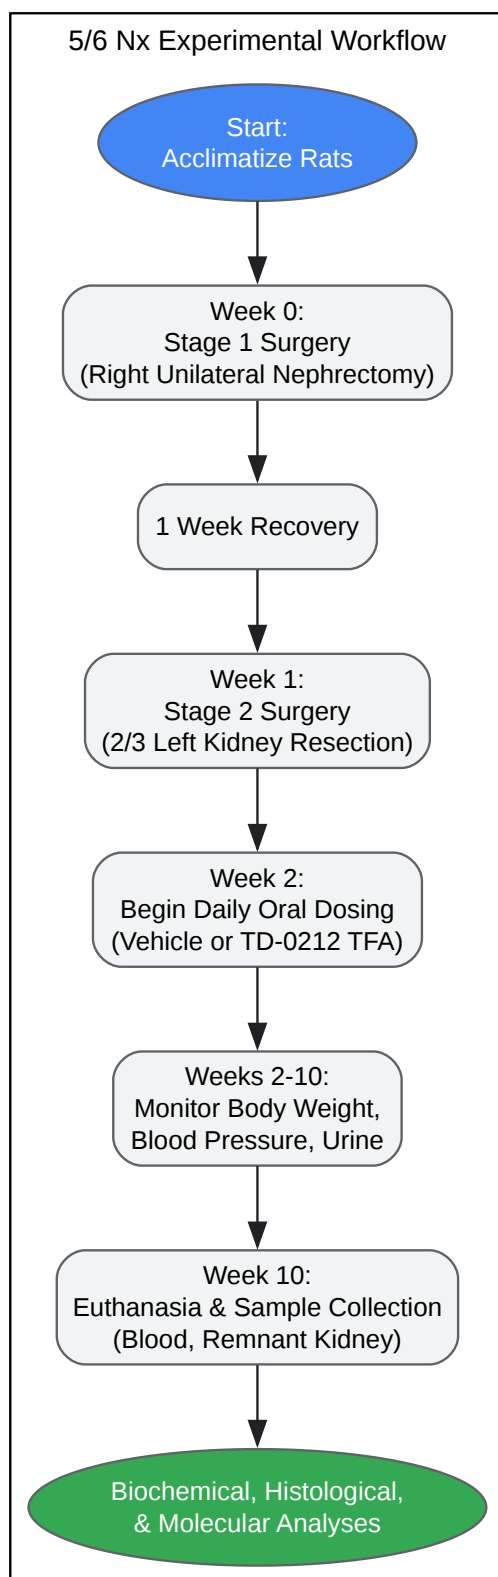 5/6 Nx Experimental Workflow
Start:
Acclimatize Rats
Week 0:
Stage 1 Surgery
(Right Unilateral Nephrectomy)
1 Week Recovery
Week 1:
Stage 2 Surgery
(2/3 Left Kidney Resection)
Week 2:
Begin Daily Oral Dosing
(Vehicle or TD-0212 TFA)
Weeks 2-10:
Monitor Body Weight,
Blood Pressure, Urine
Week 10:
Euthanasia & Sample Collection
(Blood, Remnant Kidney)
Biochemical, Histological,
& Molecular Analyses